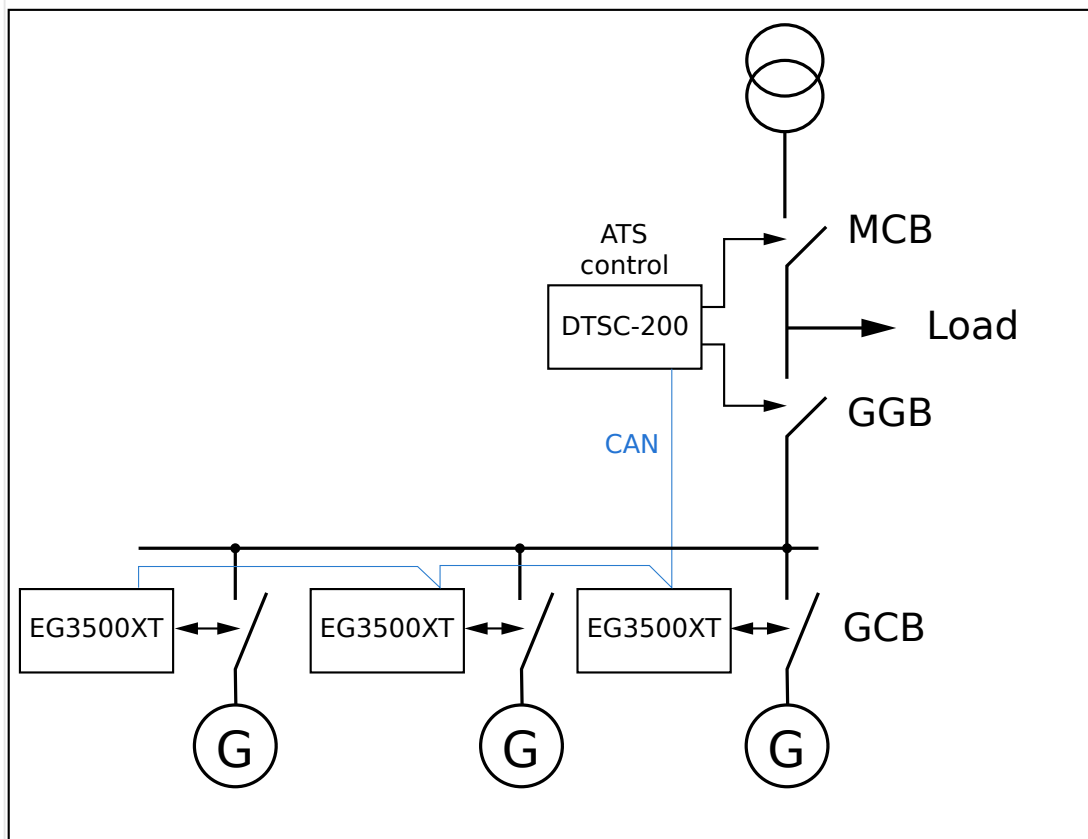 MCB
ATS
control
DTSC-200
Load
GGB
CAN
EG3500XT
EG3500XT
EG3500XT
GCB
G
G
G